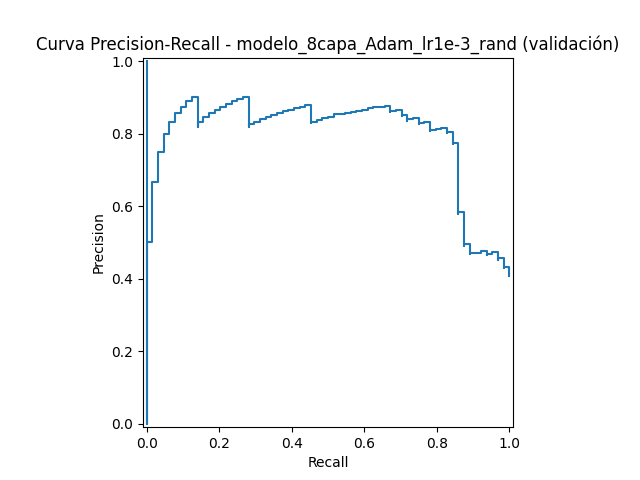 Curva Precision-Recall - modelo_8capa_Adam_lr1e-3_rand (validación)
1.0
0.8
0.6
0.4
0.2
0.0
Precision
0.0 0.2 0.4 0.6 0.8 1.0
Recall